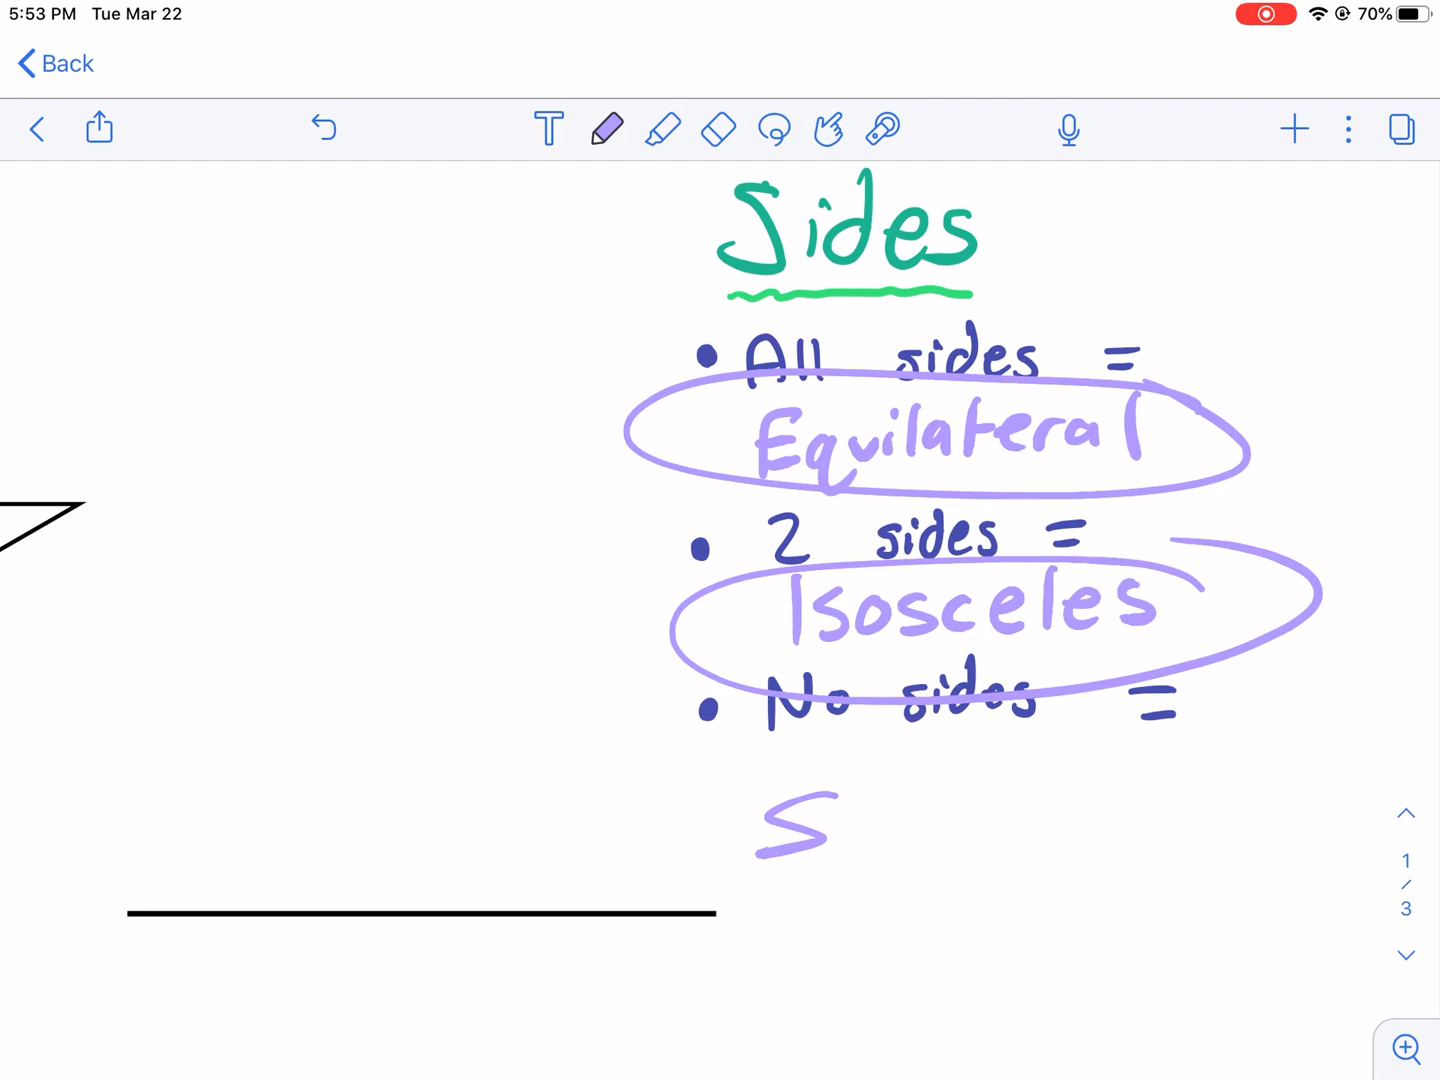 5:53 PM Tue Mar 22 70%
Back
Sides
• All sides =
Equilateral
• 2 sides =
Isosceles
• No sides =
S
1
/
3